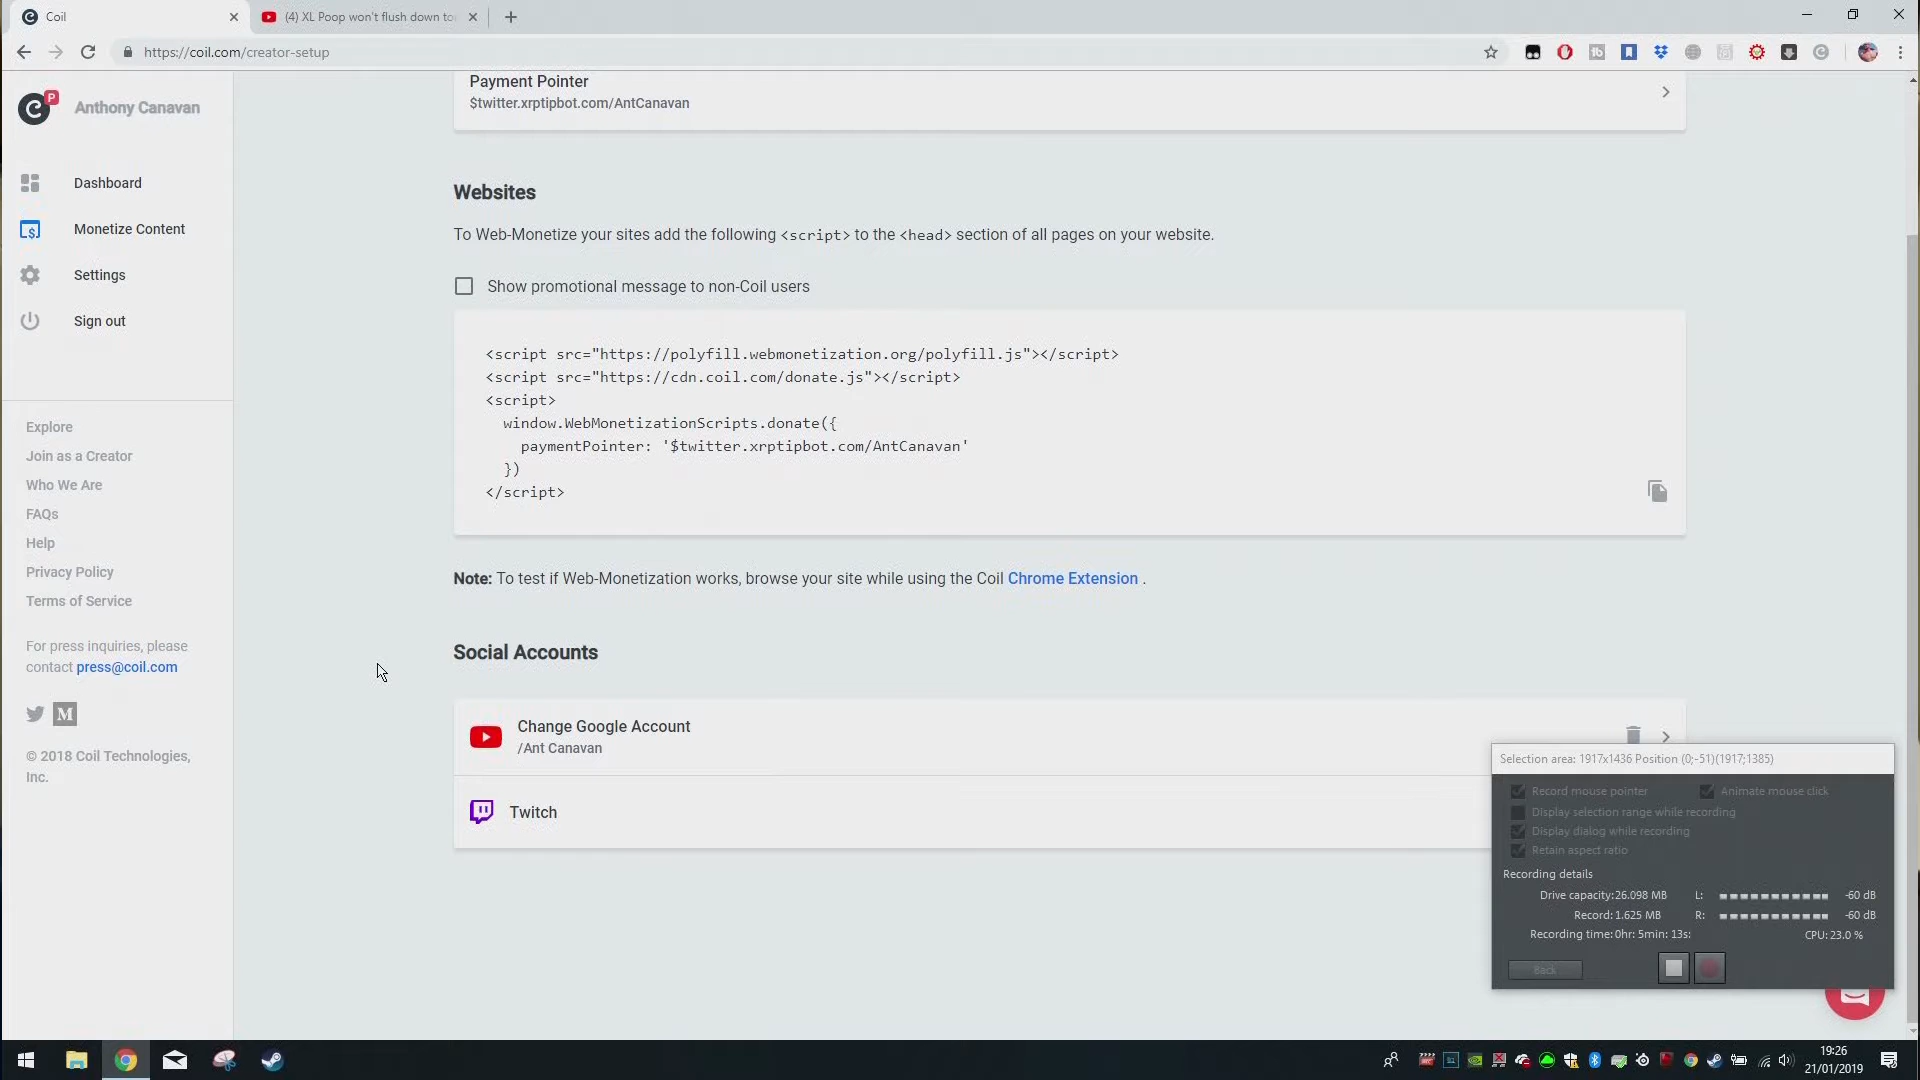 Coil
(4) XL Poop won't flush down to
https://coil.com/creator-setup
P
Anthony Canavan
Dashboard
Monetize Content
Settings
Sign out
Explore
Join as a Creator
Who We Are
FAQs
Help
Privacy Policy
Terms of Service
For press inquiries, please
contact press@coil.com
© 2018 Coil Technologies,
Inc.
Payment Pointer
$twitter.xrptipbot.com/AntCanavan
Websites
To Web-Monetize your sites add the following <script> to the <head> section of all pages on your website.
Show promotional message to non-Coil users
<script src="https://polyfill.webmonetization.org/polyfill.js"></script>
<script src="https://cdn.coil.com/donate.js"></script>
<script>
window.WebMonetizationScripts.donate({
paymentPointer: '$twitter.xrptipbot.com/AntCanavan'
})
</script>
Note: To test if Web-Monetization works, browse your site while using the Coil Chrome Extension .
Social Accounts
Change Google Account
/Ant Canavan
Twitch
Selection area: 1917x1436 Position (0;-51)(1917;1385)
Record mouse pointer
Animate mouse click
Display selection range while recording
Display dialog while recording
Retain aspect ratio
Recording details
Drive capacity: 26.098 MB L: -60 dB
Record: 1.625 MB R: -60 dB
Recording time: 0hr: 5min: 13s: CPU: 23.0 %
Back
19:26
21/01/2019